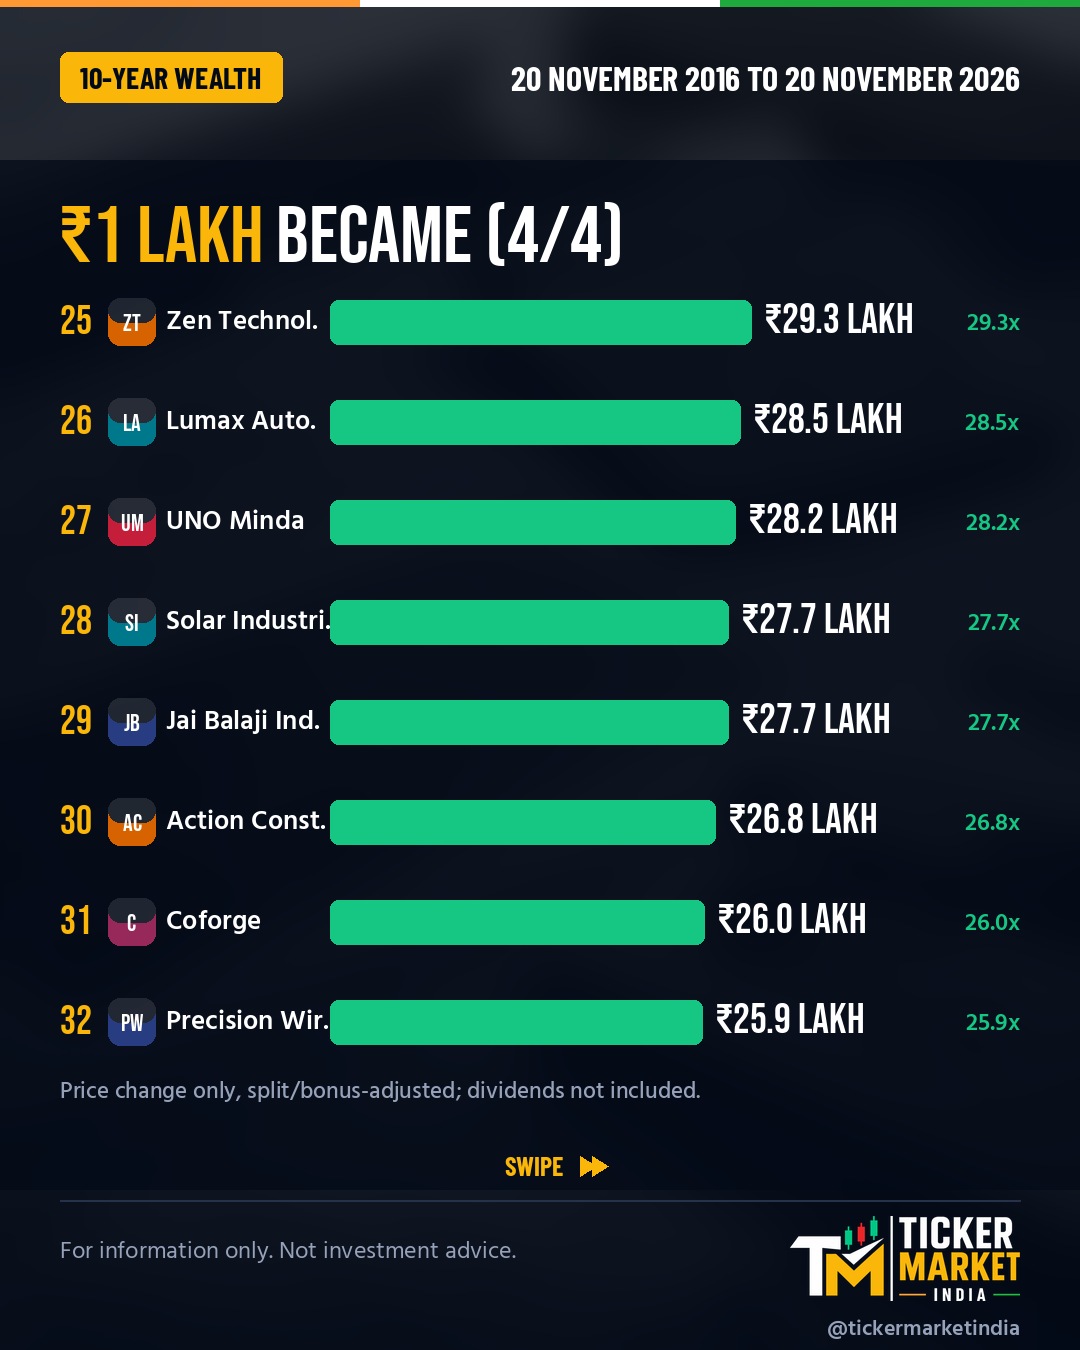 10-YEAR WEALTH
20 NOVEMBER 2016 TO 20 NOVEMBER 2026
₹1 LAKH BECAME (4/4)
25 ZT Zen Technol. ₹29.3 LAKH 29.3x
26 LA Lumax Auto. ₹28.5 LAKH 28.5x
27 UM UNO Minda ₹28.2 LAKH 28.2x
28 SI Solar Industri. ₹27.7 LAKH 27.7x
29 JB Jai Balaji Ind. ₹27.7 LAKH 27.7x
30 AC Action Const. ₹26.8 LAKH 26.8x
31 C Coforge ₹26.0 LAKH 26.0x
32 PW Precision Wir. ₹25.9 LAKH 25.9x
Price change only, split/bonus-adjusted; dividends not included.
SWIPE
For information only. Not investment advice.
TM TICKER
MARKET
INDIA
@tickermarketindia